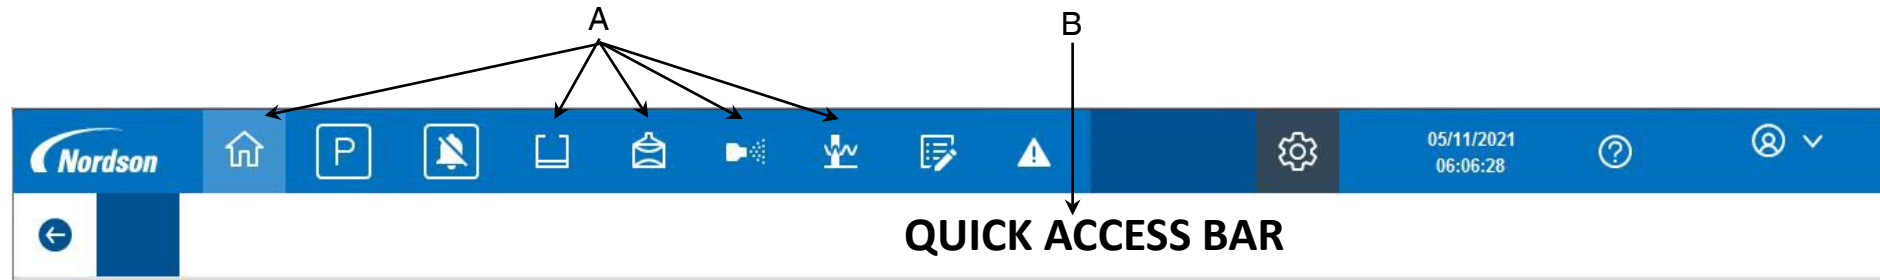 A
B
Nordson
P
05/11/2021
06:06:28
?
QUICK ACCESS BAR